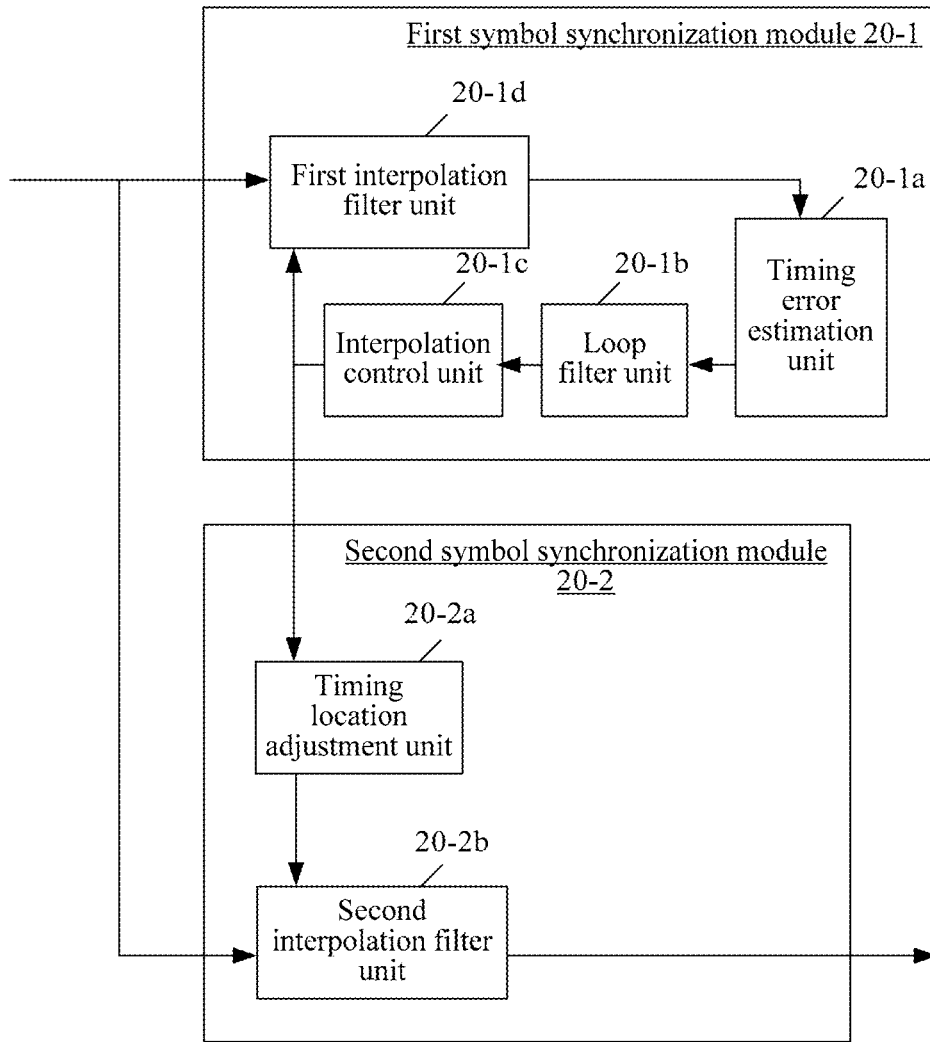 First symbol synchronization module 20-1
20-1d
First interpolation
filter unit
20-1a
Timing
error
estimation
unit
20-1c
Interpolation
control unit
20-1b
Loop
filter unit
Second symbol synchronization module
20-2
20-2a
Timing
location
adjustment unit
20-2b
Second
interpolation filter
unit